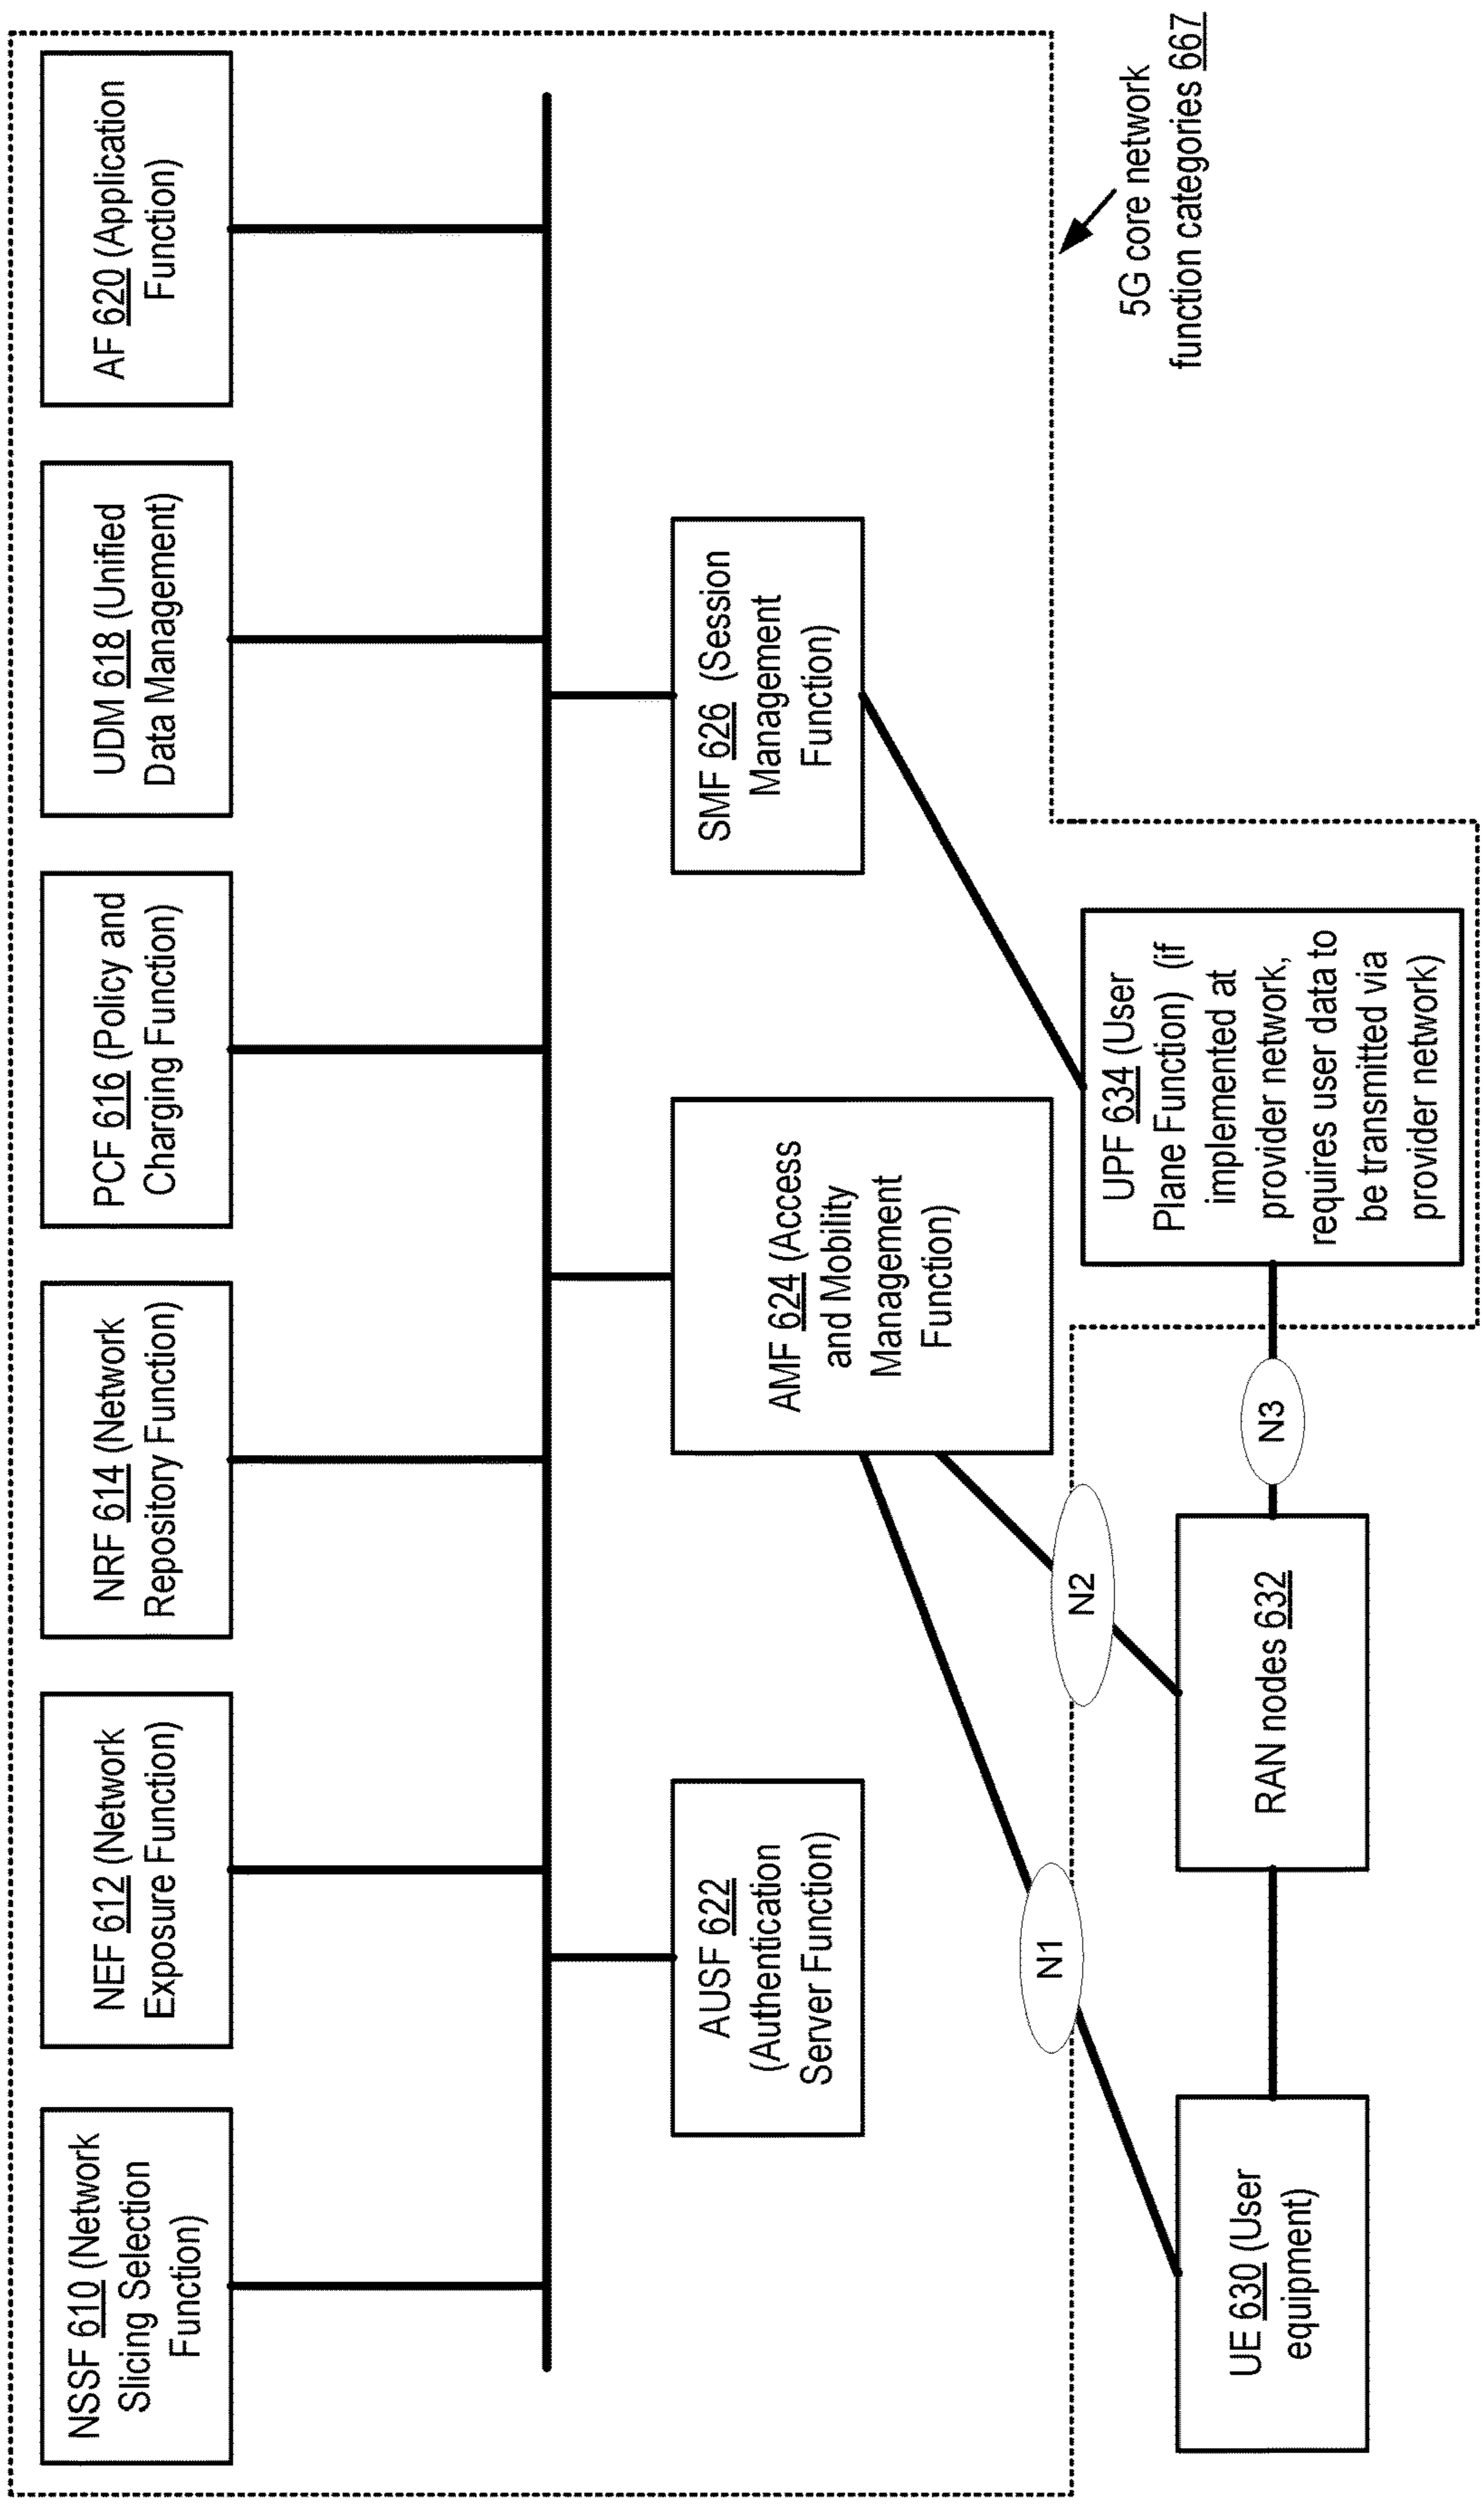 NSSF 610 (Network
Slicing Selection
Function)
NEF 612 (Network
Exposure Function)
NRF 614 (Network
Repository Function)
PCF 616 (Policy and
Charging Function)
UDM 618 (Unified
Data Management)
AF 620 (Application
Function)
AUSF 622
(Authentication
Server Function)
AMF 624 (Access
and Mobility
Management
Function)
SMF 626 (Session
Management
Function)
N1
N2
UE 630 (User
equipment)
RAN nodes 632
N3
UPF 634 (User
Plane Function) (if
implemented at
provider network,
requires user data to
be transmitted via
provider network)
5G core network
function categories 667